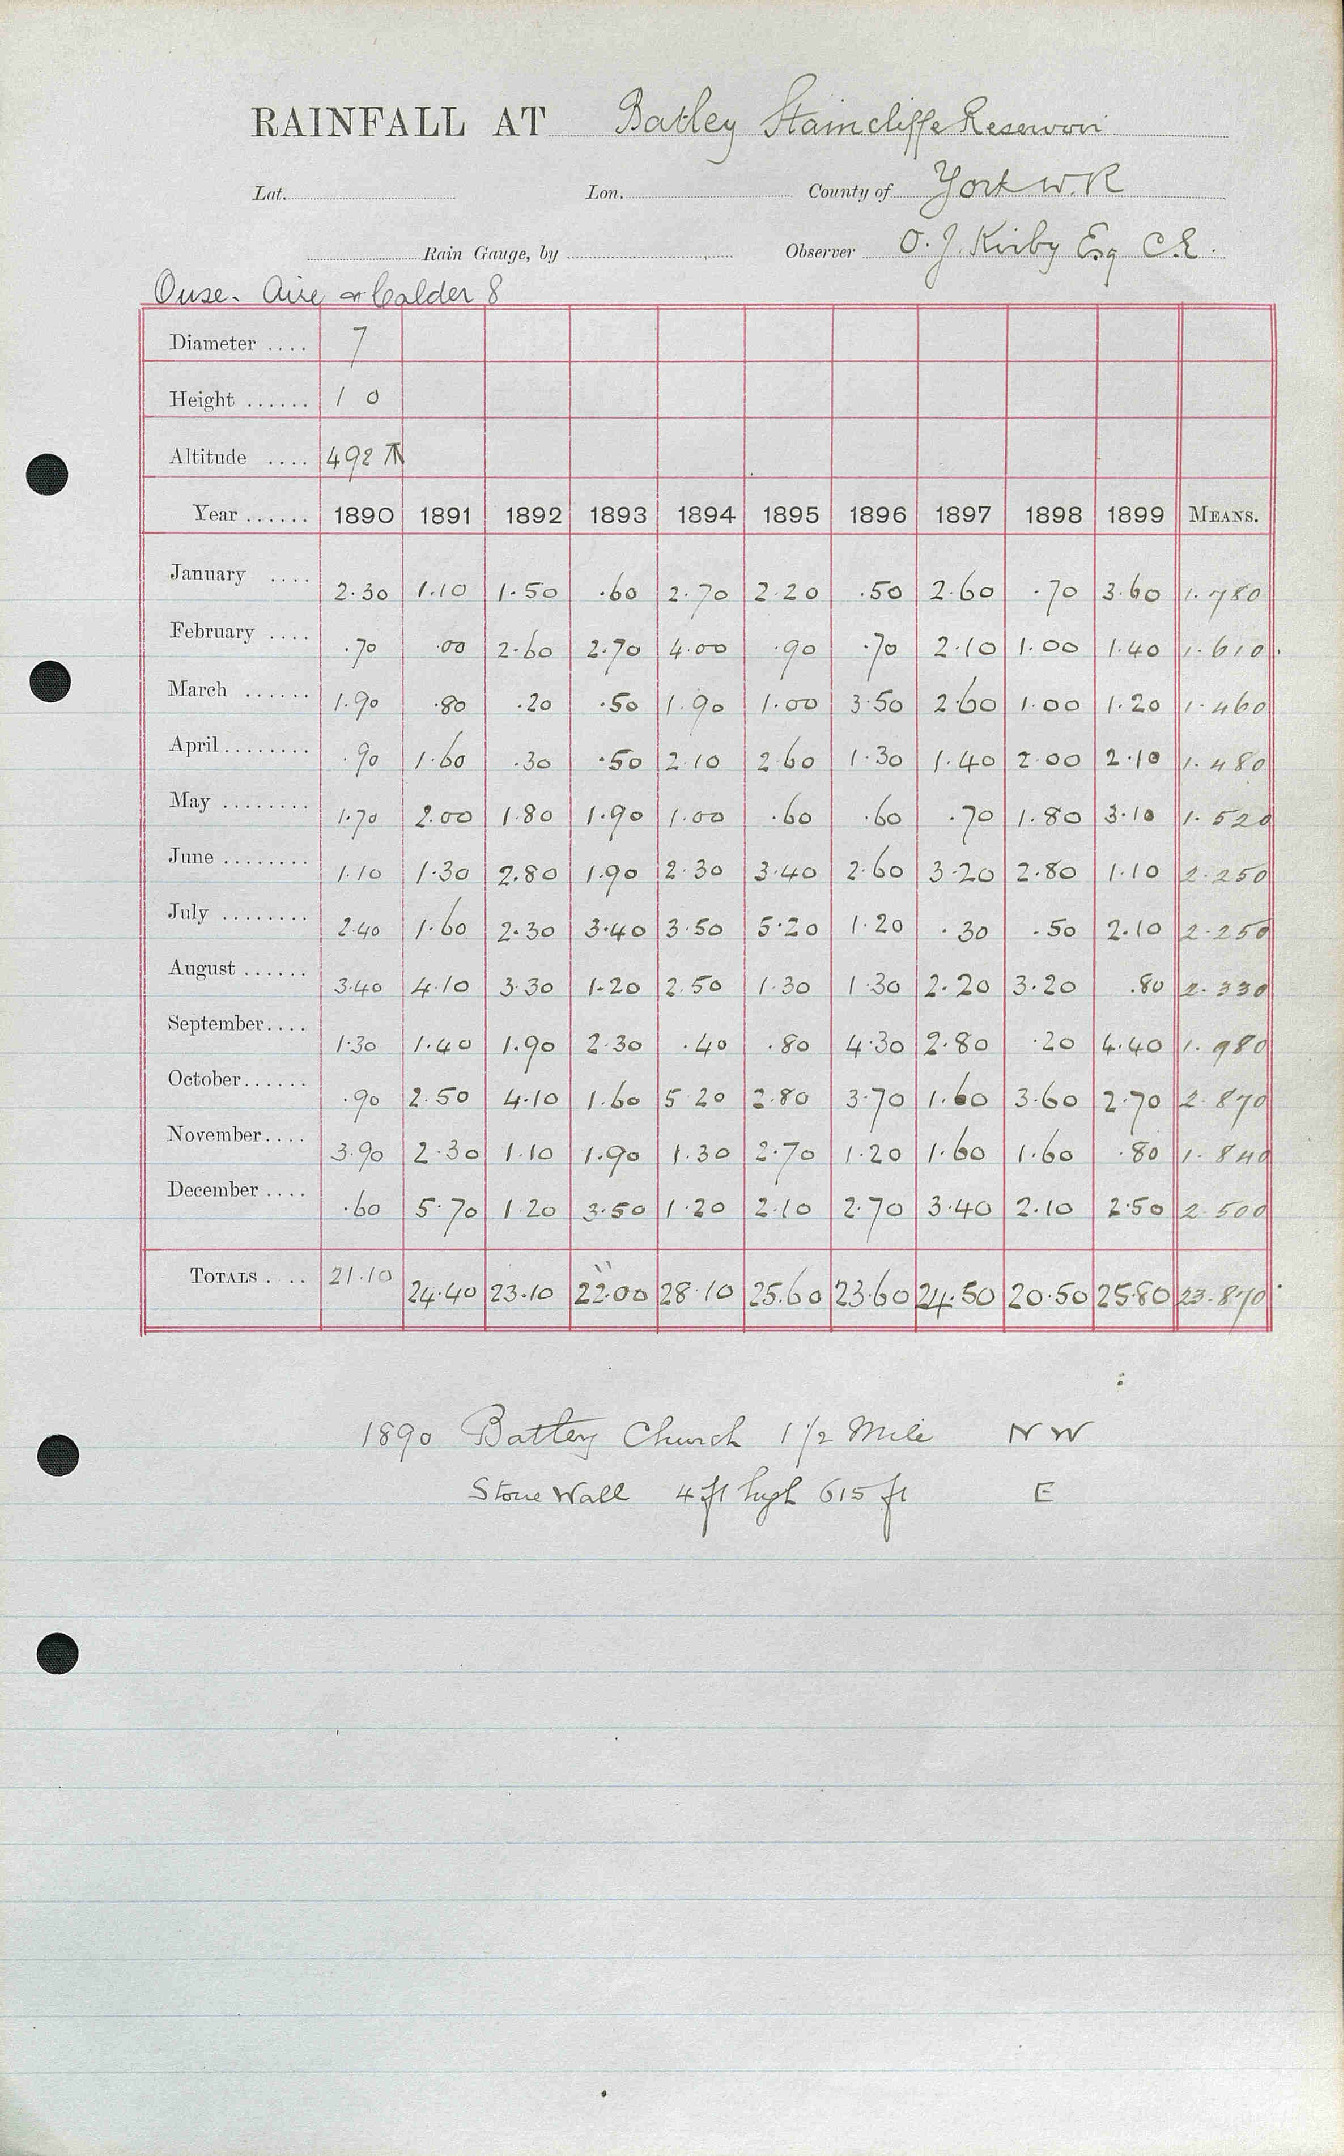 RAINFALL AT Batley Staincliffe Reservoir
Lat. Lon. County of York W.R
Rain Gauge, by Observer O. J. Kirby Esq C.E.
Ouse - Aire & Calder 8
Diameter .... 7
Height ...... 1 0
Altitude .... 492
Year ...... 1890 1891 1892 1893 1894 1895 1896 1897 1898 1899 MEANS.
January .... 2.30 1.10 1.50 .60 2.70 2.20 .50 2.60 .70 3.60 1.780
February .... .70 .00 2.60 2.70 4.00 .90 .70 2.10 1.00 1.40 1.610
March ...... 1.90 .80 .20 .50 1.90 1.00 3.50 2.60 1.00 1.20 1.460
April ........ .90 1.60 .30 .50 2.10 2.60 1.30 1.40 2.00 2.10 1.480
May ........ 1.70 2.00 1.80 1.90 1.00 .60 .60 .70 1.80 3.10 1.520
June ........ 1.10 1.30 2.80 1.90 2.30 3.40 2.60 3.20 2.80 1.10 2.250
July ........ 2.40 1.60 2.30 3.40 3.50 5.20 1.20 .30 .50 2.10 2.250
August ...... 3.40 4.10 3.30 1.20 2.50 1.30 1.30 2.20 3.20 .80 2.330
September.... 1.30 1.40 1.90 2.30 .40 .80 4.30 2.80 .20 4.40 1.980
October...... .90 2.50 4.10 1.60 5.20 2.80 3.70 1.60 3.60 2.70 2.870
November.... 3.90 2.30 1.10 1.90 1.30 2.70 1.20 1.60 1.60 .80 1.840
December .... .60 5.70 1.20 3.50 1.20 2.10 2.70 3.40 2.10 2.50 2.500
TOTALS .... 21.10 24.40 23.10 22.00 28.10 25.60 23.60 24.50 20.50 25.80 23.870
1890 Batley Church 1 1/2 Mile NW
Stone Wall 4 ft high 615 ft E